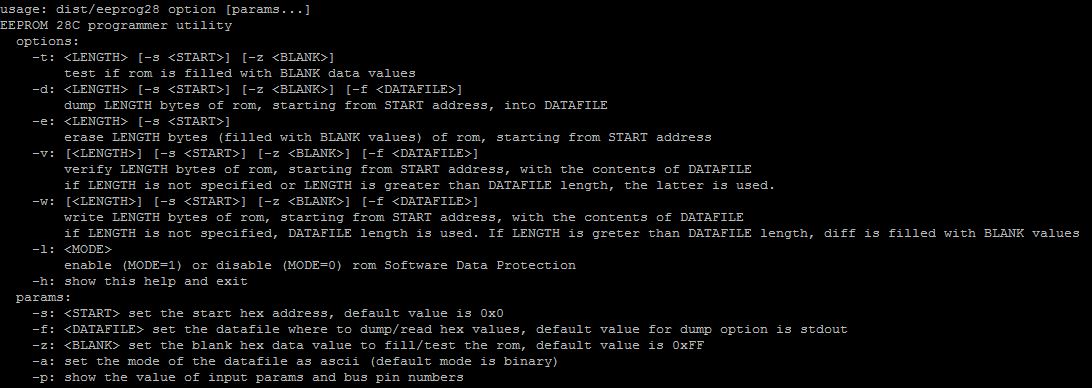 usage: dist/eeprog28 option [params...]
EEPROM 28C programmer utility
options:
-t: <LENGTH> [-s <START>] [-z <BLANK>]
test if rom is filled with BLANK data values
-d: <LENGTH> [-s <START>] [-z <BLANK>] [-f <DATAFILE>]
dump LENGTH bytes of rom, starting from START address, into DATAFILE
-e: <LENGTH> [-s <START>]
erase LENGTH bytes (filled with BLANK values) of rom, starting from START address
-v: [<LENGTH>] [-s <START>] [-z <BLANK>] [-f <DATAFILE>]
verify LENGTH bytes of rom, starting from START address, with the contents of DATAFILE
if LENGTH is not specified or LENGTH is greater than DATAFILE length, the latter is used.
-w: [<LENGTH>] [-s <START>] [-z <BLANK>] [-f <DATAFILE>]
write LENGTH bytes of rom, starting from START address, with the contents of DATAFILE
if LENGTH is not specified, DATAFILE length is used. If LENGTH is greter than DATAFILE length, diff is filled with BLANK values
-l: <MODE>
enable (MODE=1) or disable (MODE=0) rom Software Data Protection
-h: show this help and exit
params:
-s: <START> set the start hex address, default value is 0x0
-f: <DATAFILE> set the datafile where to dump/read hex values, default value for dump option is stdout
-z: <BLANK> set the blank hex data value to fill/test the rom, default value is 0xFF
-a: set the mode of the datafile as ascii (default mode is binary)
-p: show the value of input params and bus pin numbers